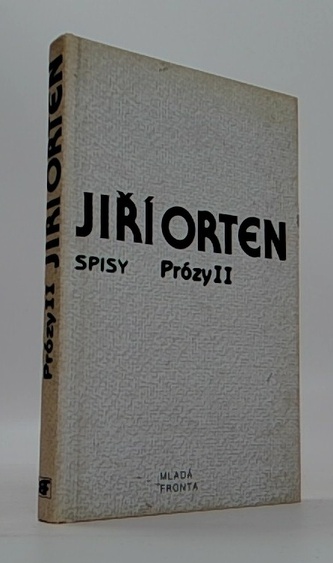 JIŘÍ ORTEN
SPISY Prózy II
MLADÁ
FRONTA
Prózy II JIŘÍ ORTEN